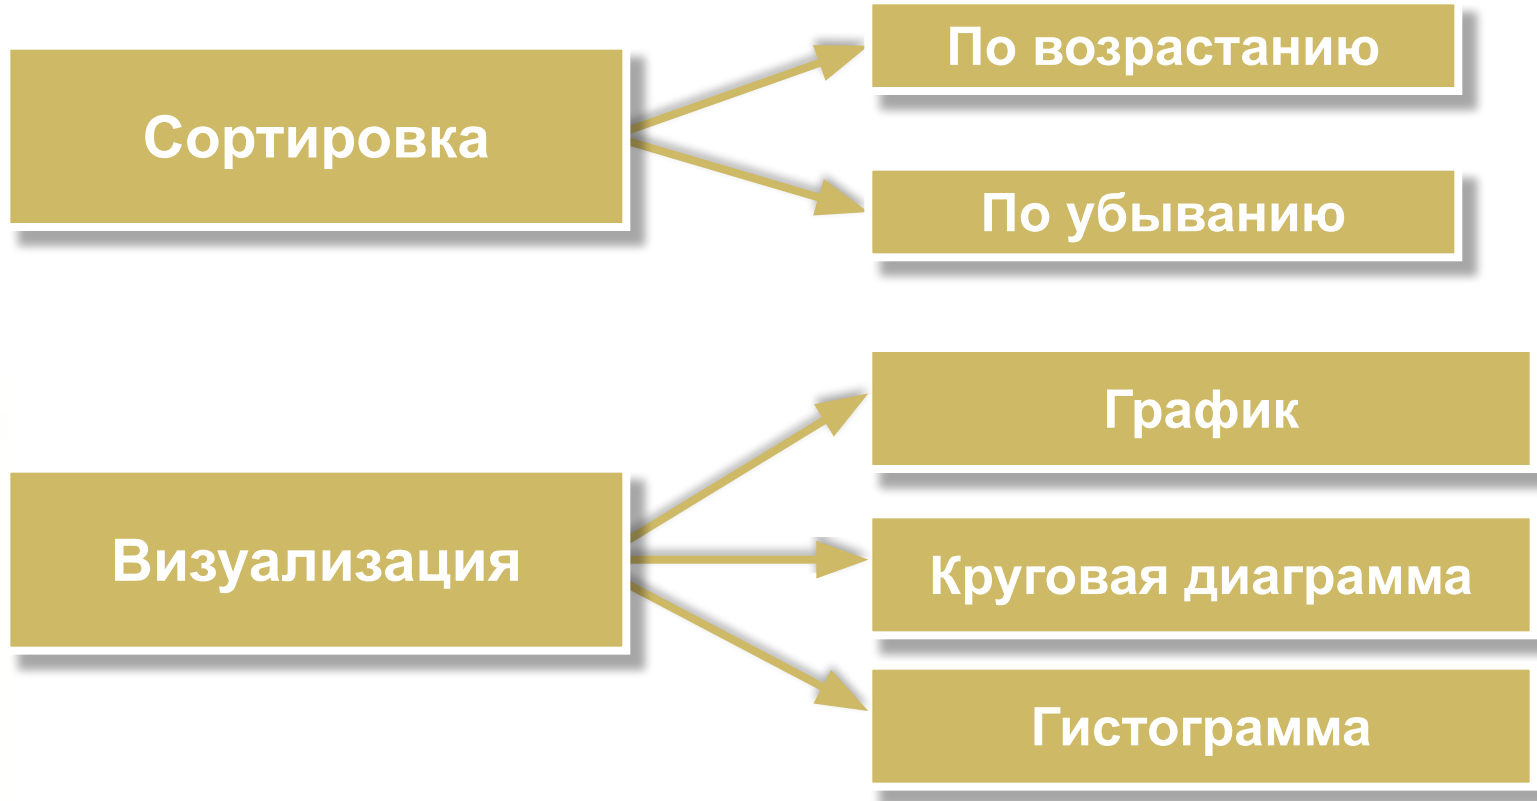 Сортировка
По возрастанию
По убыванию
Визуализация
График
Круговая диаграмма
Гистограмма